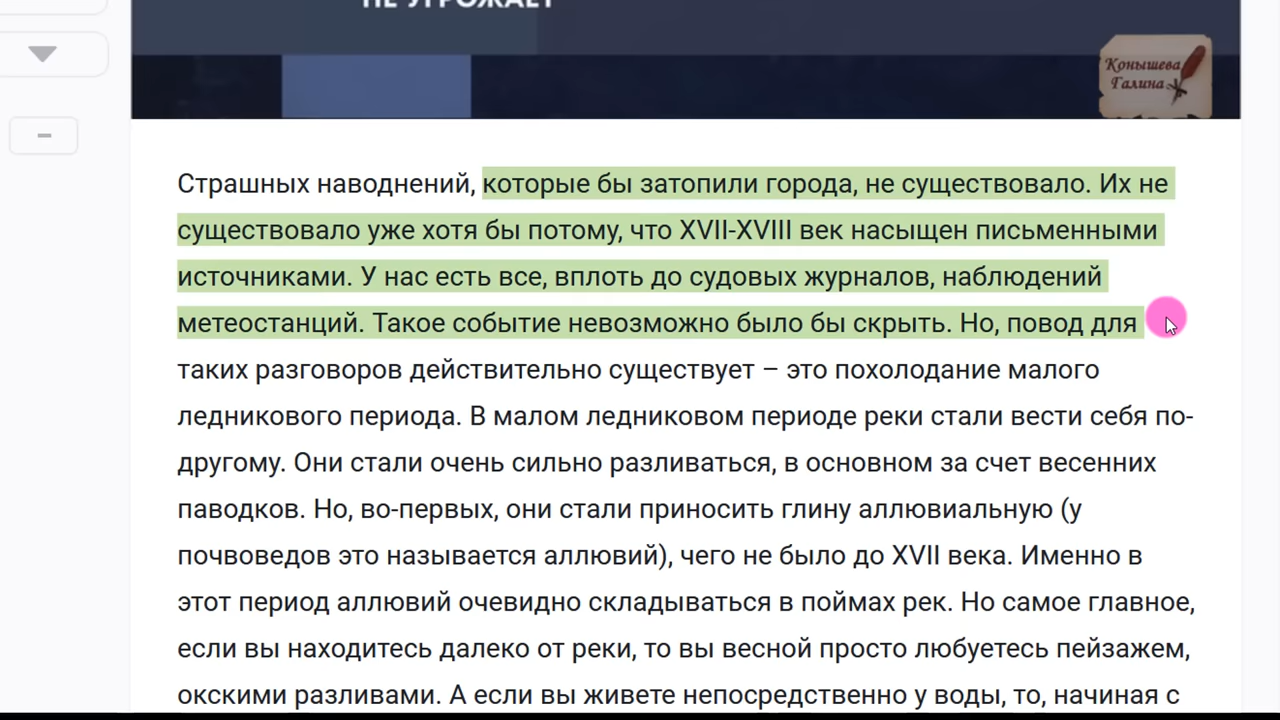 НЕ УГРОЖАЕТ
Конышева
Галина
Страшных наводнений, которые бы затопили города, не существовало. Их не
существовало уже хотя бы потому, что XVII-XVIII век насыщен письменными
источниками. У нас есть все, вплоть до судовых журналов, наблюдений
метеостанций. Такое событие невозможно было бы скрыть. Но, повод для
таких разговоров действительно существует – это похолодание малого
ледникового периода. В малом ледниковом периоде реки стали вести себя по-
другому. Они стали очень сильно разливаться, в основном за счет весенних
паводков. Но, во-первых, они стали приносить глину аллювиальную (у
почвоведов это называется аллювий), чего не было до XVII века. Именно в
этот период аллювий очевидно складываться в поймах рек. Но самое главное,
если вы находитесь далеко от реки, то вы весной просто любуетесь пейзажем,
окскими разливами. А если вы живете непосредственно у воды, то, начиная с